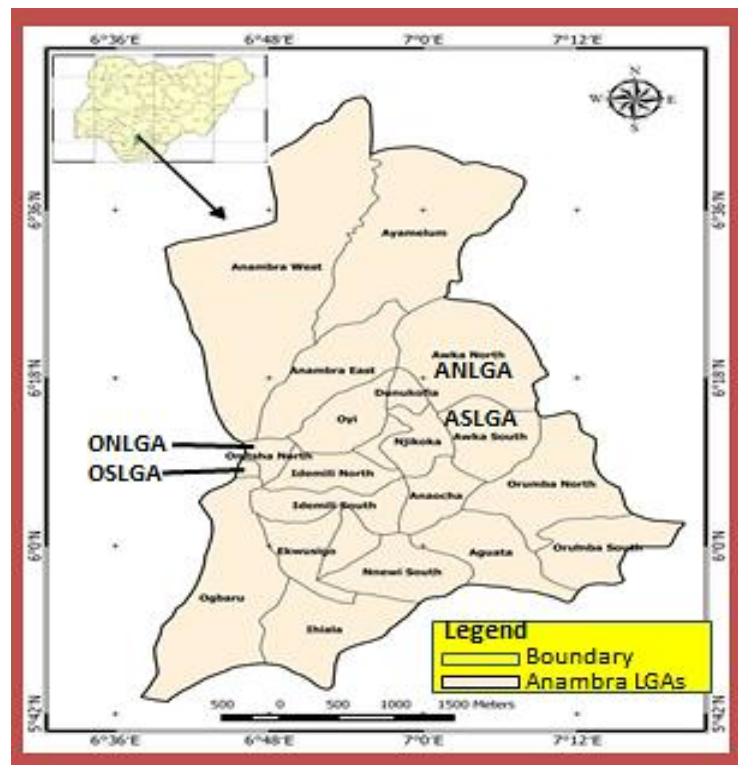 6°36'E 6°48'E 7°0'E 7°12'E
N
W E
S
6°36'N 6°36'N
Ayamelum
Anambra West
Awka North
Anambra East
ANLGA
6°18'N 6°18'N
Dunukofia
ASLGA
Oyi
Awka South
ONLGA
Njikoka
Onitsha North
OSLGA
Idemili North
Orumba North
Anaocha
Idemili South
6°0'N 6°0'N
Ekwusigo
Aguata
Orumba South
Nnewi South
Ogbaru
Ihiala
Legend
Boundary
Anambra LGAs
500 0 500 1000 1500 Meters
5°42'N 5°42'N
6°36'E 6°48'E 7°0'E 7°12'E